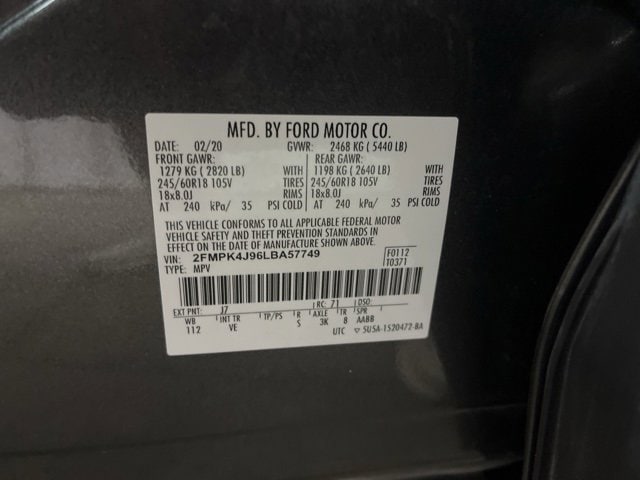 MFD. BY FORD MOTOR CO.
DATE: 02/20 GVWR: 2468 KG ( 5440 LB)
FRONT GAWR: REAR GAWR:
1279 KG ( 2820 LB) WITH 1198 KG ( 2640 LB) WITH
245/60R18 105V TIRES 245/60R18 105V TIRES
18x8.0J RIMS 18x8.0J RIMS
AT 240 kPa/ 35 PSI COLD AT 240 kPa/ 35 PSI COLD
THIS VEHICLE CONFORMS TO ALL APPLICABLE FEDERAL MOTOR
VEHICLE SAFETY AND THEFT PREVENTION STANDARDS IN
EFFECT ON THE DATE OF MANUFACTURE SHOWN ABOVE.
VIN: 2FMPK4J96LBA57749 F0112
TYPE: MPV T0371
EXT PNT: J7 RC: 71 DSO:
WB INT TR TP/PS R AXLE TR SPR
112 VE S 3K 8 AABB
UTC ▽ 5U5A-1520472-BA